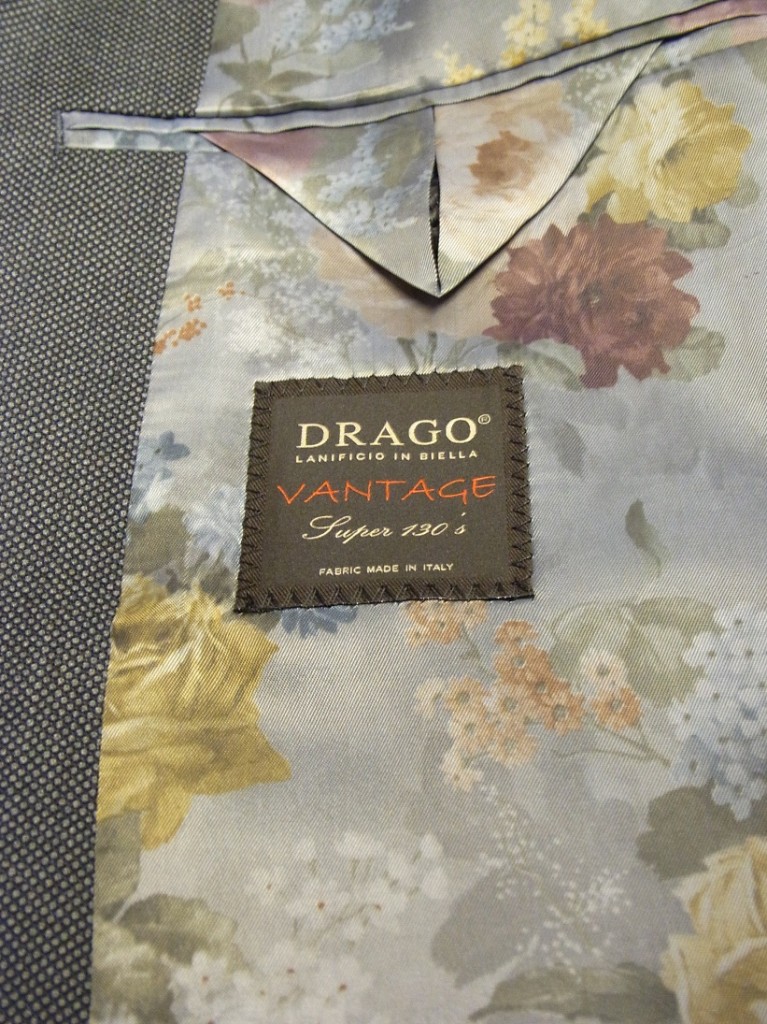 DRAGO®
LANIFICIO IN BIELLA
VANTAGE
Super 130's
FABRIC MADE IN ITALY